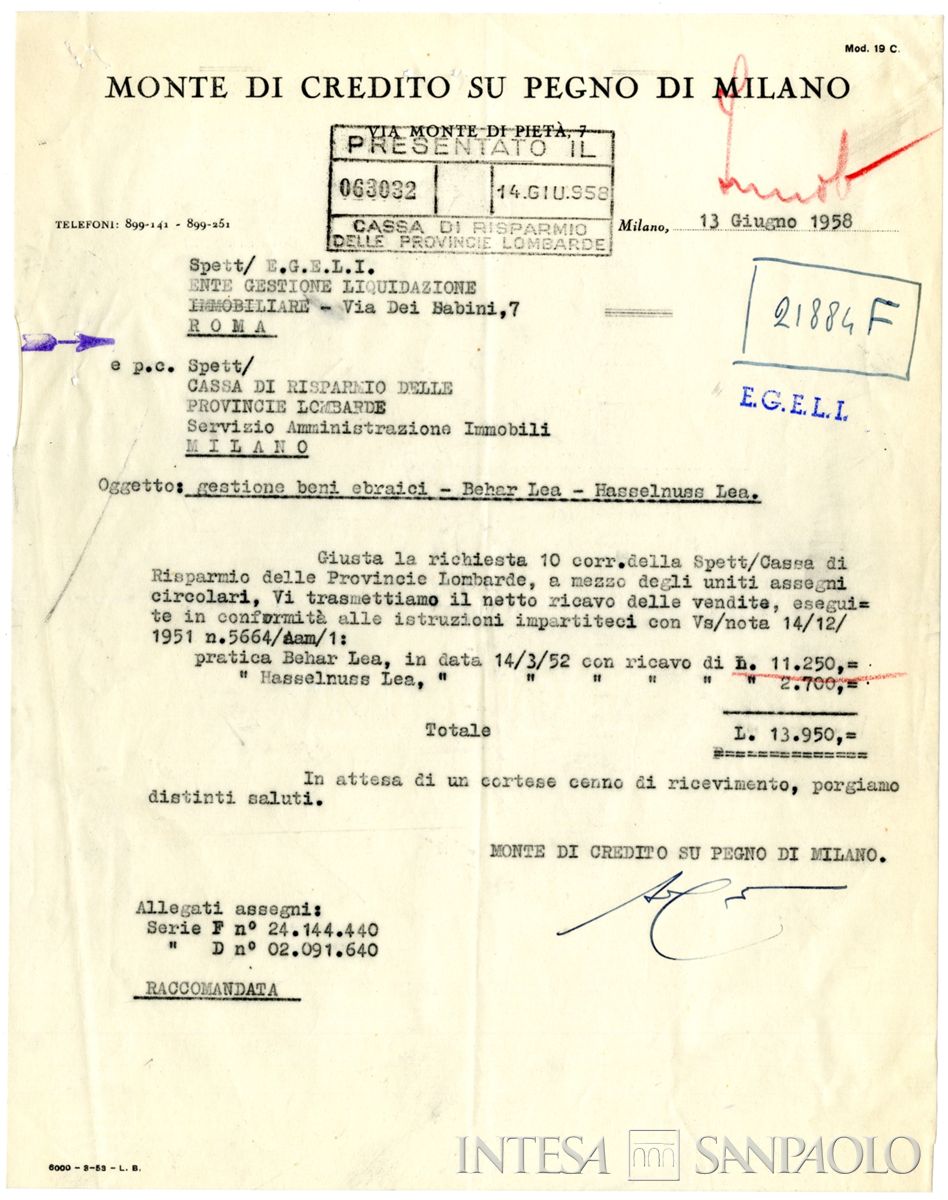 Mod. 19 C.
MONTE DI CREDITO SU PEGNO DI MILANO
VIA MONTE DI PIETÀ, 7
PRESENTATO IL
063032
14.GIU.958
CASSA DI RISPARMIO
DELLE PROVINCIE LOMBARDE
Immob
TELEFONI: 899-141 - 899-251
Milano, 13 Giugno 1958
Spett/ E.G.E.L.I.
ENTE GESTIONE LIQUIDAZIONE
IMMOBILIARE - Via Dei Sabini,7
R O M A
21884 F
E.G.E.L.I.
e p.c. Spett/
CASSA DI RISPARMIO DELLE
PROVINCIE LOMBARDE
Servizio Amministrazione Immobili
M I L A N O
Oggetto: gestione beni ebraici - Behar Lea - Hasselnuss Lea.
Giusta la richiesta 10 corr.della Spett/Cassa di
Risparmio delle Provincie Lombarde, a mezzo degli uniti assegni
circolari, Vi trasmettiamo il netto ricavo delle vendite, esegui=
te in conformità alle istruzioni impartiteci con Vs/nota 14/12/
1951 n.5664/Aam/1:
pratica Behar Lea, in data 14/3/52 con ricavo di L. 11.250,=
" Hasselnuss Lea, " " " " " " 2.700,=
Totale L. 13.950,=
In attesa di un cortese cenno di ricevimento, porgiamo
distinti saluti.
MONTE DI CREDITO SU PEGNO DI MILANO.
Allegati assegni:
Serie F n° 24.144.440
" D n° 02.091.640
RACCOMANDATA
6000 - 3-53 - L. B.
INTESA SANPAOLO